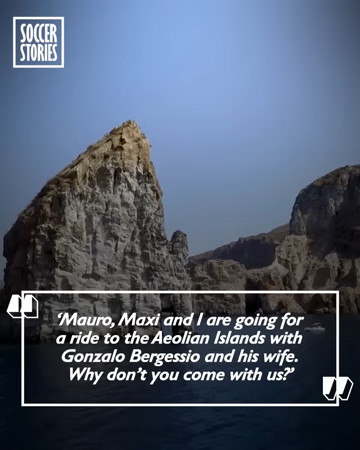 SOCCER
STORIES
‘Mauro, Maxi and I are going for
a ride to the Aeolian Islands with
Gonzalo Bergessio and his wife.
Why don’t you come with us?’